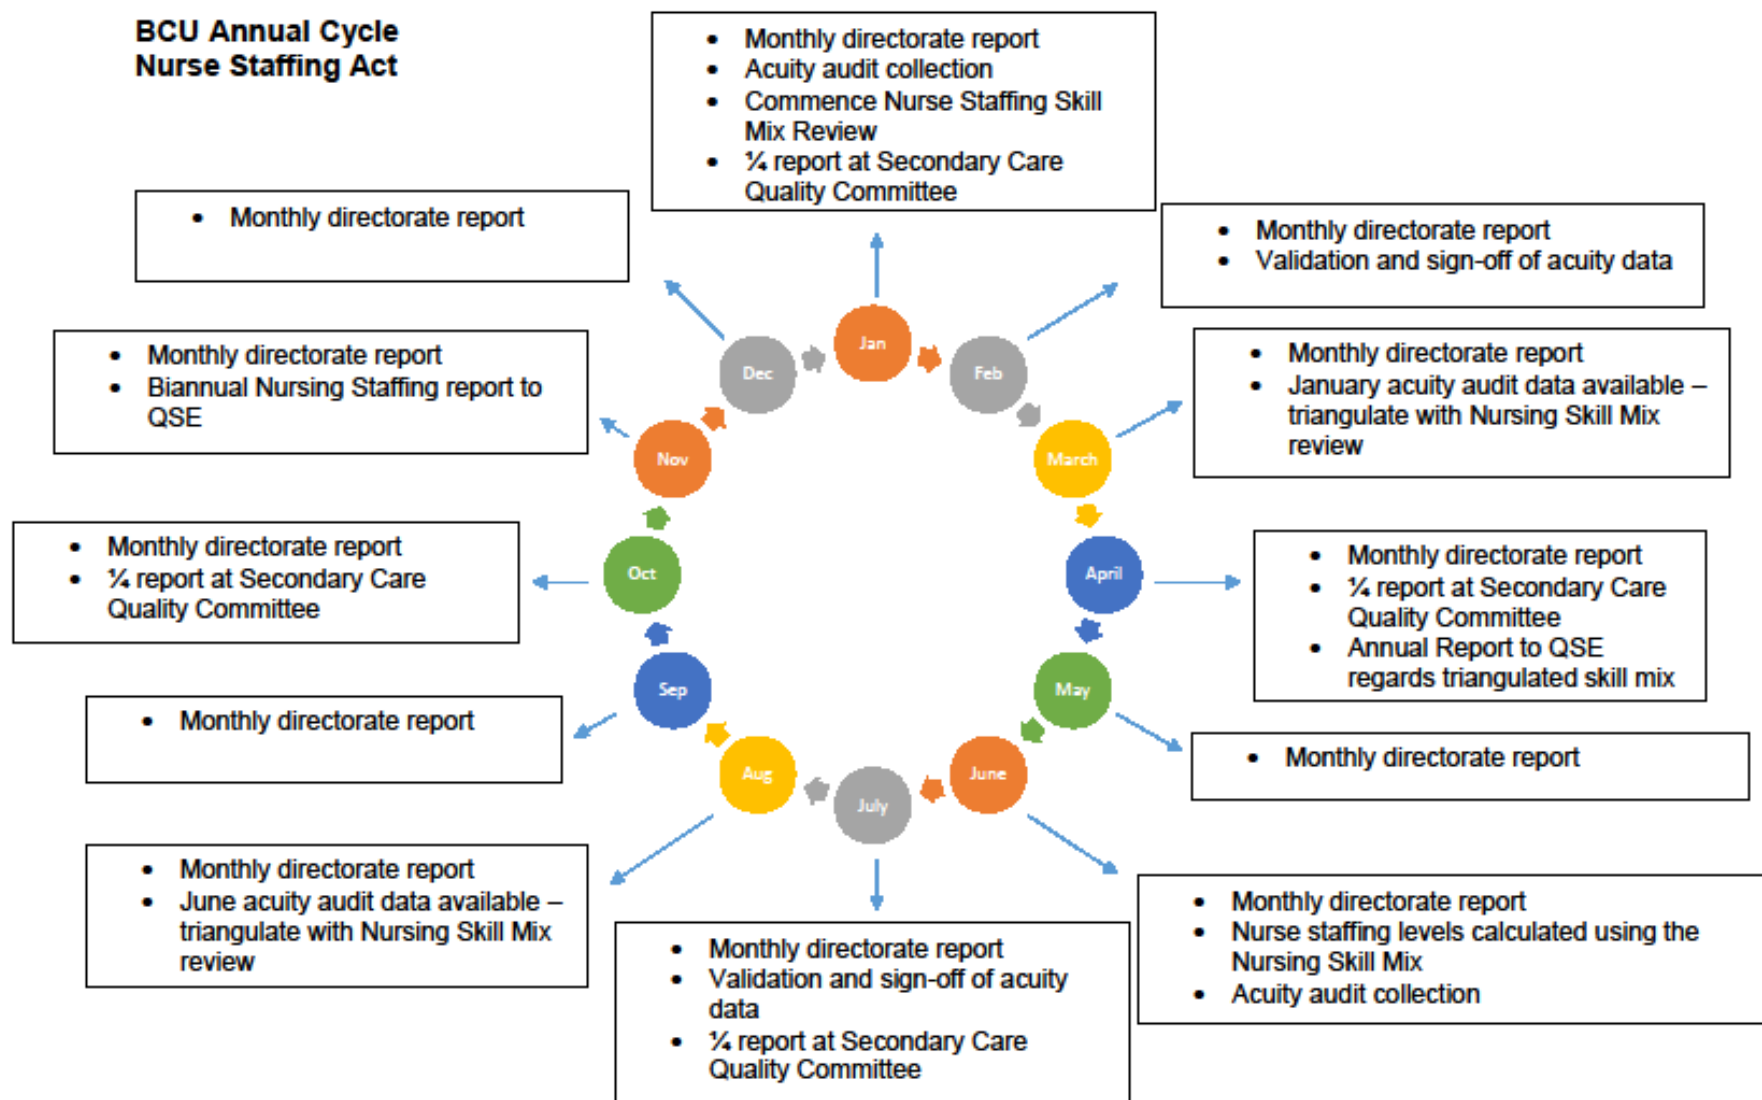 BCU Annual Cycle
Nurse Staffing Act
• Monthly directorate report
• Acuity audit collection
• Commence Nurse Staffing Skill
Mix Review
• ¼ report at Secondary Care
Quality Committee
• Monthly directorate report
• Monthly directorate report
• Validation and sign-off of acuity data
• Monthly directorate report
• Biannual Nursing Staffing report to
QSE
• Monthly directorate report
• January acuity audit data available –
triangulate with Nursing Skill Mix
review
Jan
Dec
Feb
Nov
March
• Monthly directorate report
• ¼ report at Secondary Care
Quality Committee
Oct
April
• Monthly directorate report
• ¼ report at Secondary Care
Quality Committee
• Annual Report to QSE
regards triangulated skill mix
Sep
May
• Monthly directorate report
• Monthly directorate report
Aug
June
July
• Monthly directorate report
• June acuity audit data available –
triangulate with Nursing Skill Mix
review
• Monthly directorate report
• Validation and sign-off of acuity
data
• ¼ report at Secondary Care
Quality Committee
• Monthly directorate report
• Nurse staffing levels calculated using the
Nursing Skill Mix
• Acuity audit collection